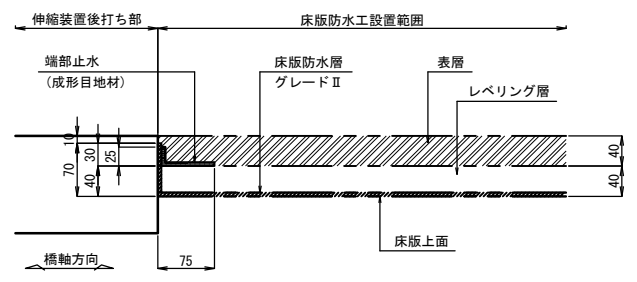 伸縮装置後打ち部
床版防水工設置範囲
端部止水
(成形目地材)
床版防水層
グレードⅡ
表層
レベリング層
10
30
25
70
40
40
40
床版上面
橋軸方向
75